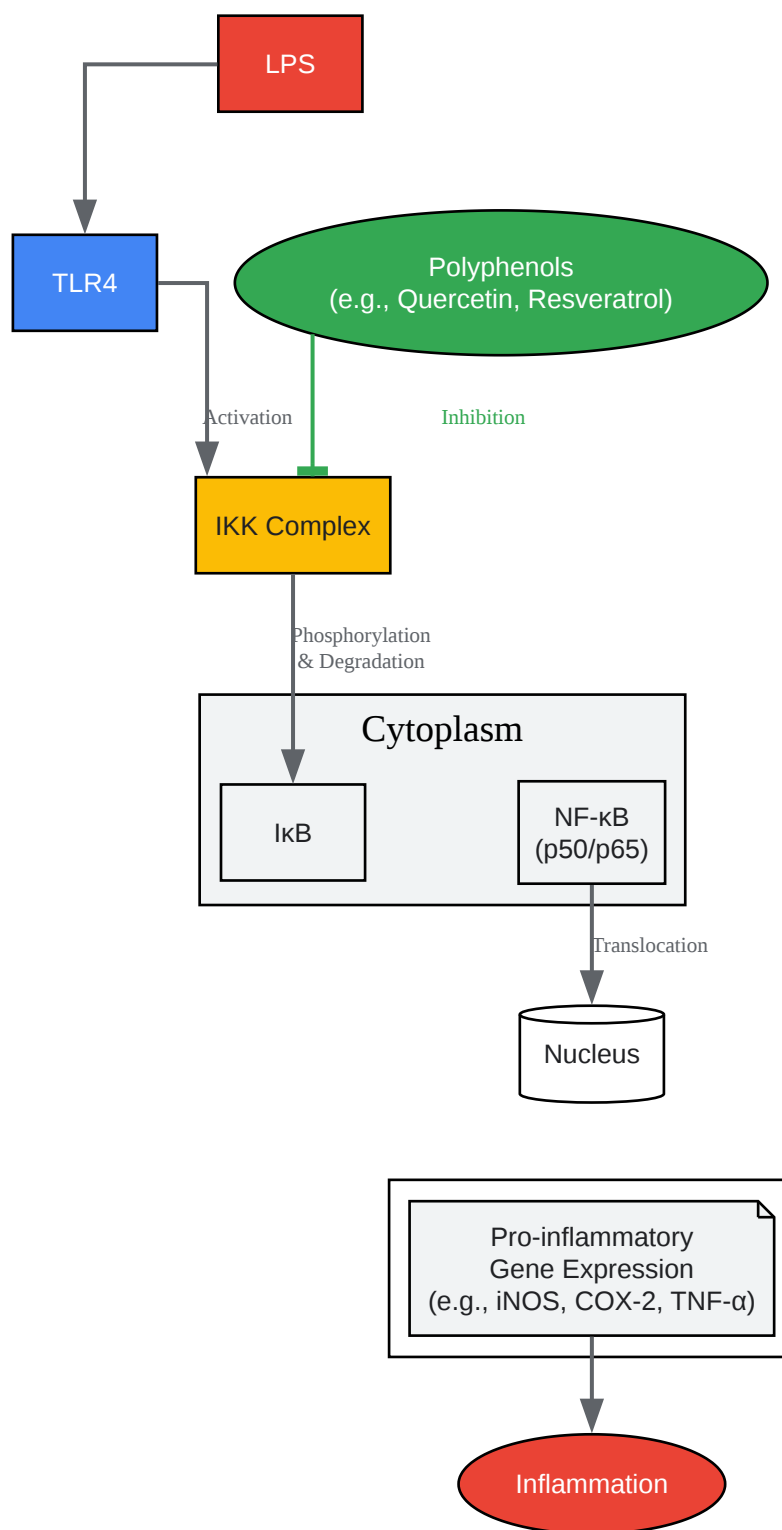 LPS
TLR4
Polyphenols
(e.g., Quercetin, Resveratrol)
Activation
Inhibition
IKK Complex
Phosphorylation
& Degradation
Cytoplasm
IκB
NF-κB
(p50/p65)
Translocation
Nucleus
Pro-inflammatory
Gene Expression
(e.g., iNOS, COX-2, TNF-α)
Inflammation